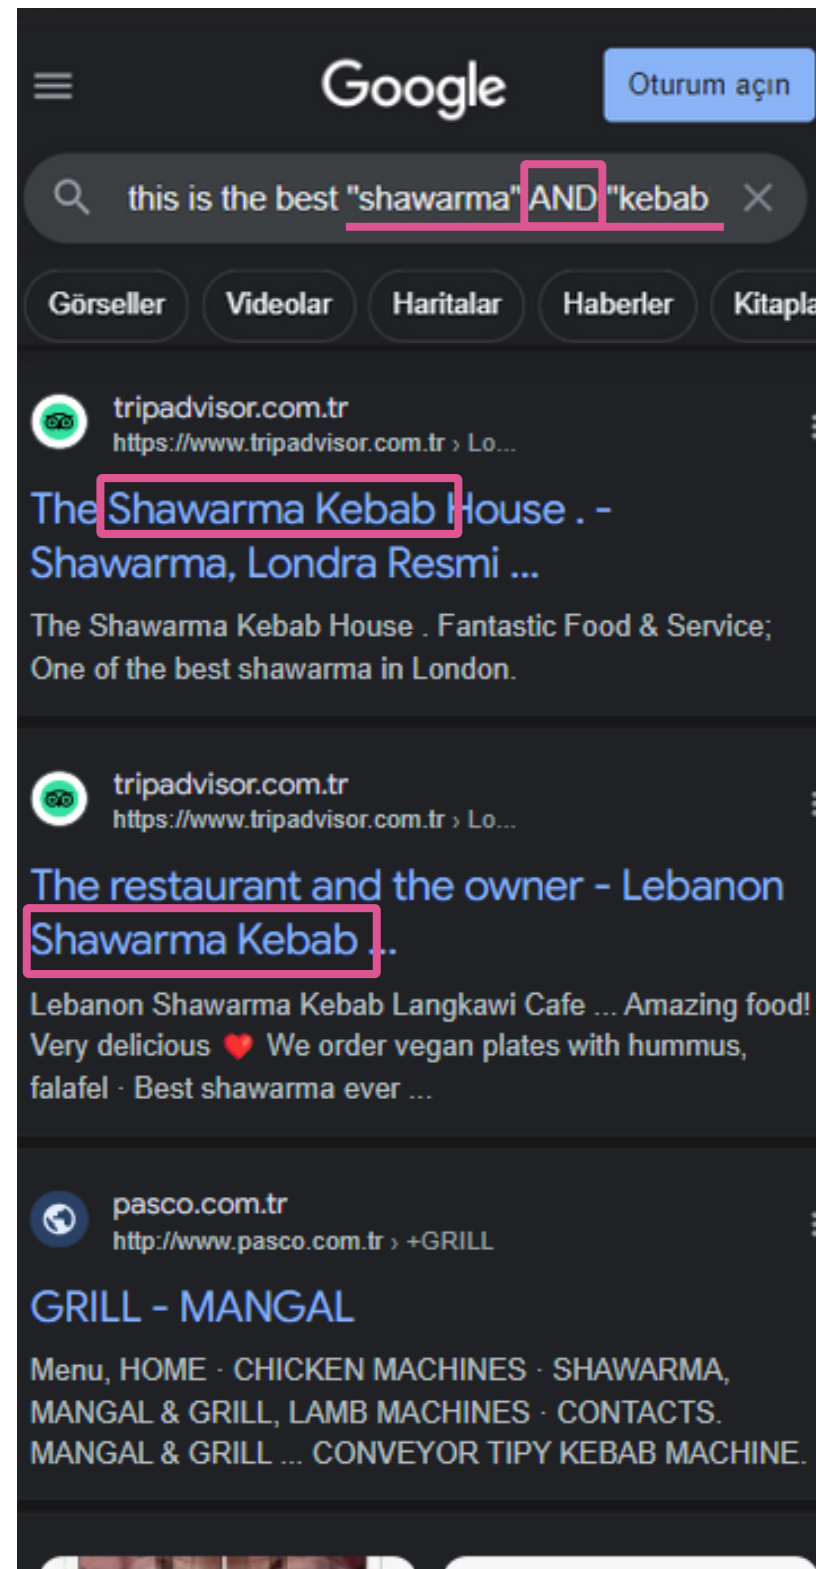 Google
Oturum açın
this is the best "shawarma" AND "kebab
Görseller Videolar Haritalar Haberler Kitapla
tripadvisor.com.tr
https://www.tripadvisor.com.tr › Lo...
The Shawarma Kebab House . -
Shawarma, Londra Resmi ...
The Shawarma Kebab House . Fantastic Food & Service;
One of the best shawarma in London.
tripadvisor.com.tr
https://www.tripadvisor.com.tr › Lo...
The restaurant and the owner - Lebanon
Shawarma Kebab ...
Lebanon Shawarma Kebab Langkawi Cafe ... Amazing food!
Very delicious ❤️ We order vegan plates with hummus,
falafel · Best shawarma ever ...
pasco.com.tr
http://www.pasco.com.tr › +GRILL
GRILL - MANGAL
Menu, HOME · CHICKEN MACHINES · SHAWARMA,
MANGAL & GRILL, LAMB MACHINES · CONTACTS.
MANGAL & GRILL ... CONVEYOR TIPY KEBAB MACHINE.